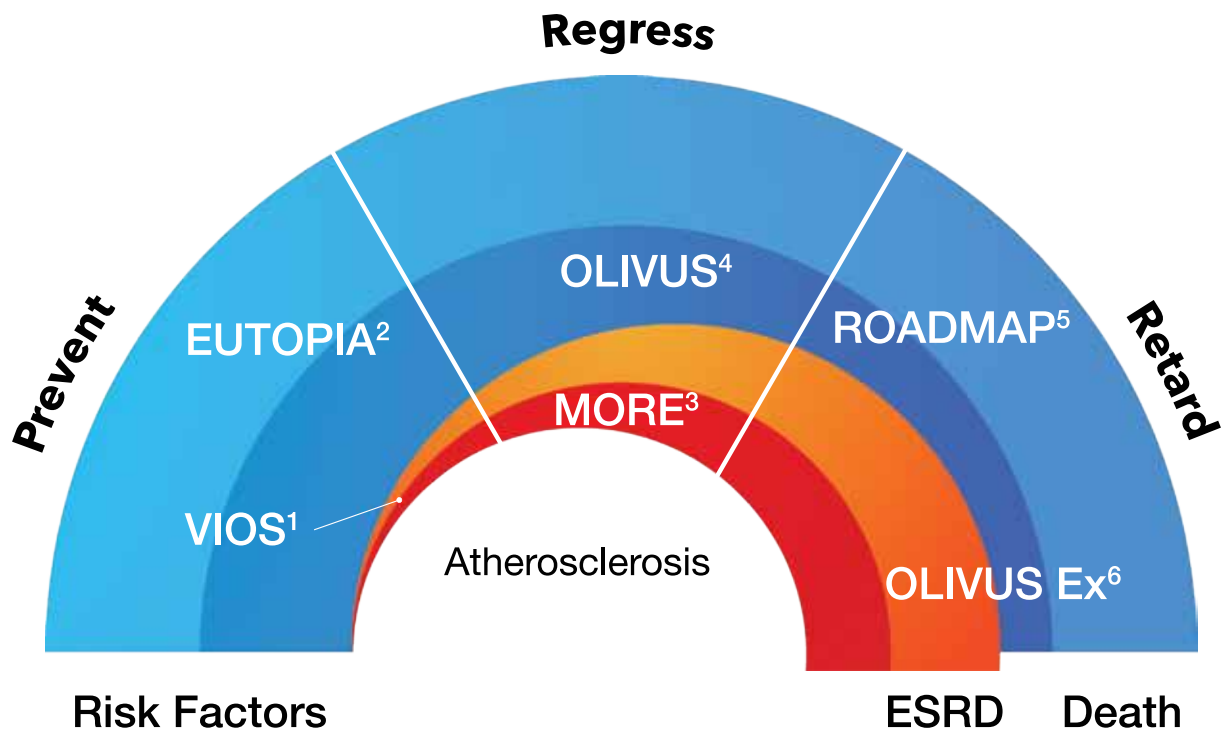 Regress
Prevent
Retard
OLIVUS⁴
EUTOPIA²
ROADMAP⁵
MORE³
VIOS¹
Atherosclerosis
OLIVUS Ex⁶
Risk Factors
ESRD
Death